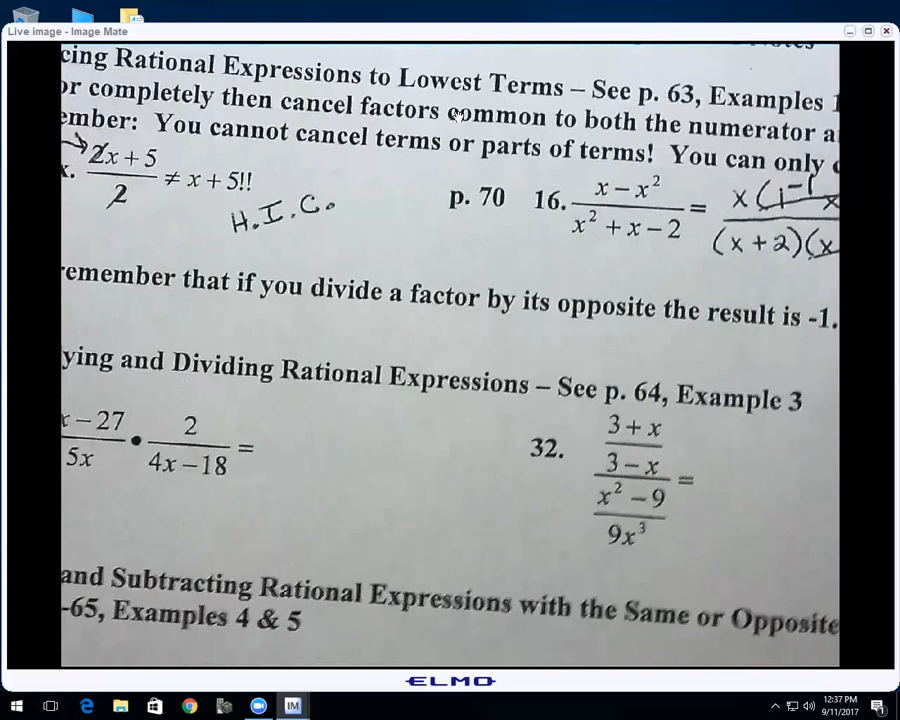 Live image - Image Mate
cing Rational Expressions to Lowest Terms – See p. 63, Examples 1
or completely then cancel factors common to both the numerator a
ember: You cannot cancel terms or parts of terms! You can only
x. (2x + 5)/2 ≠ x + 5!!
H.I.C.
p. 70 16. (x − x²)/(x² + x − 2) = x(1 − x / (x + 2)(x
remember that if you divide a factor by its opposite the result is -1.
ying and Dividing Rational Expressions – See p. 64, Example 3
x − 27 / 5x • 2 / (4x − 18) =
32. ((3 + x)/(3 − x)) / ((x² − 9)/(9x³)) =
and Subtracting Rational Expressions with the Same or Opposite
-65, Examples 4 & 5
ELMO
12:37 PM
9/11/2017